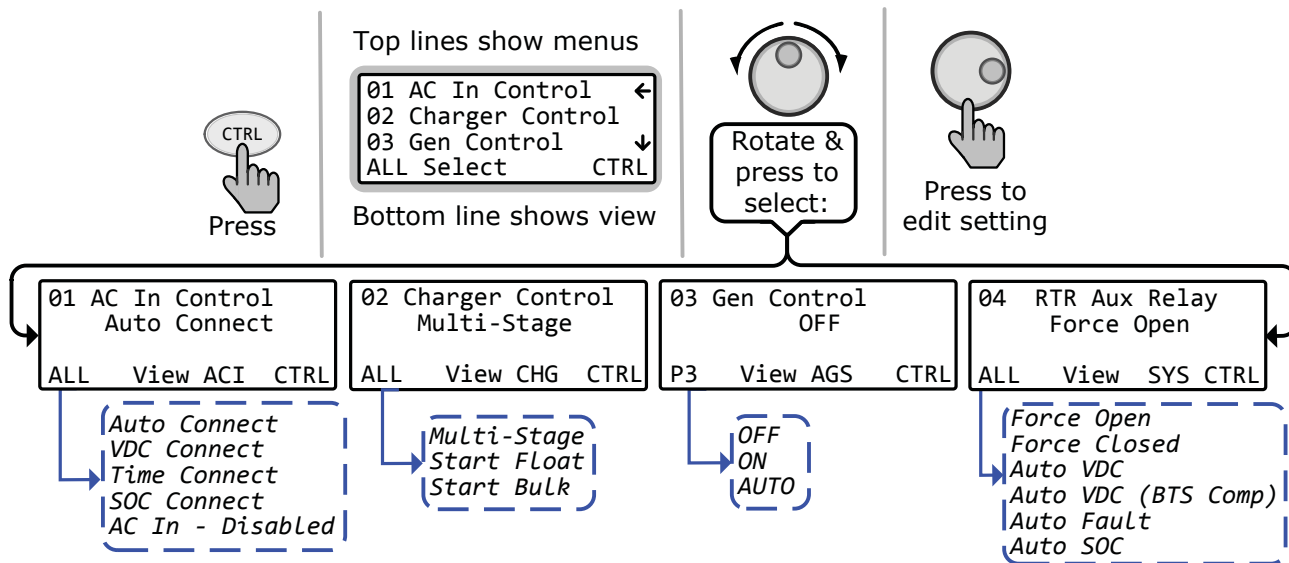 CTRL
Press
Top lines show menus
01 AC In Control ←
02 Charger Control
03 Gen Control ↓
ALL Select CTRL
Bottom line shows view
Rotate &
press to
select:
Press to
edit setting
01 AC In Control
Auto Connect
ALL View ACI CTRL
Auto Connect
VDC Connect
Time Connect
SOC Connect
AC In - Disabled
02 Charger Control
Multi-Stage
ALL View CHG CTRL
Multi-Stage
Start Float
Start Bulk
03 Gen Control
OFF
P3 View AGS CTRL
OFF
ON
AUTO
04 RTR Aux Relay
Force Open
ALL View SYS CTRL
Force Open
Force Closed
Auto VDC
Auto VDC (BTS Comp)
Auto Fault
Auto SOC